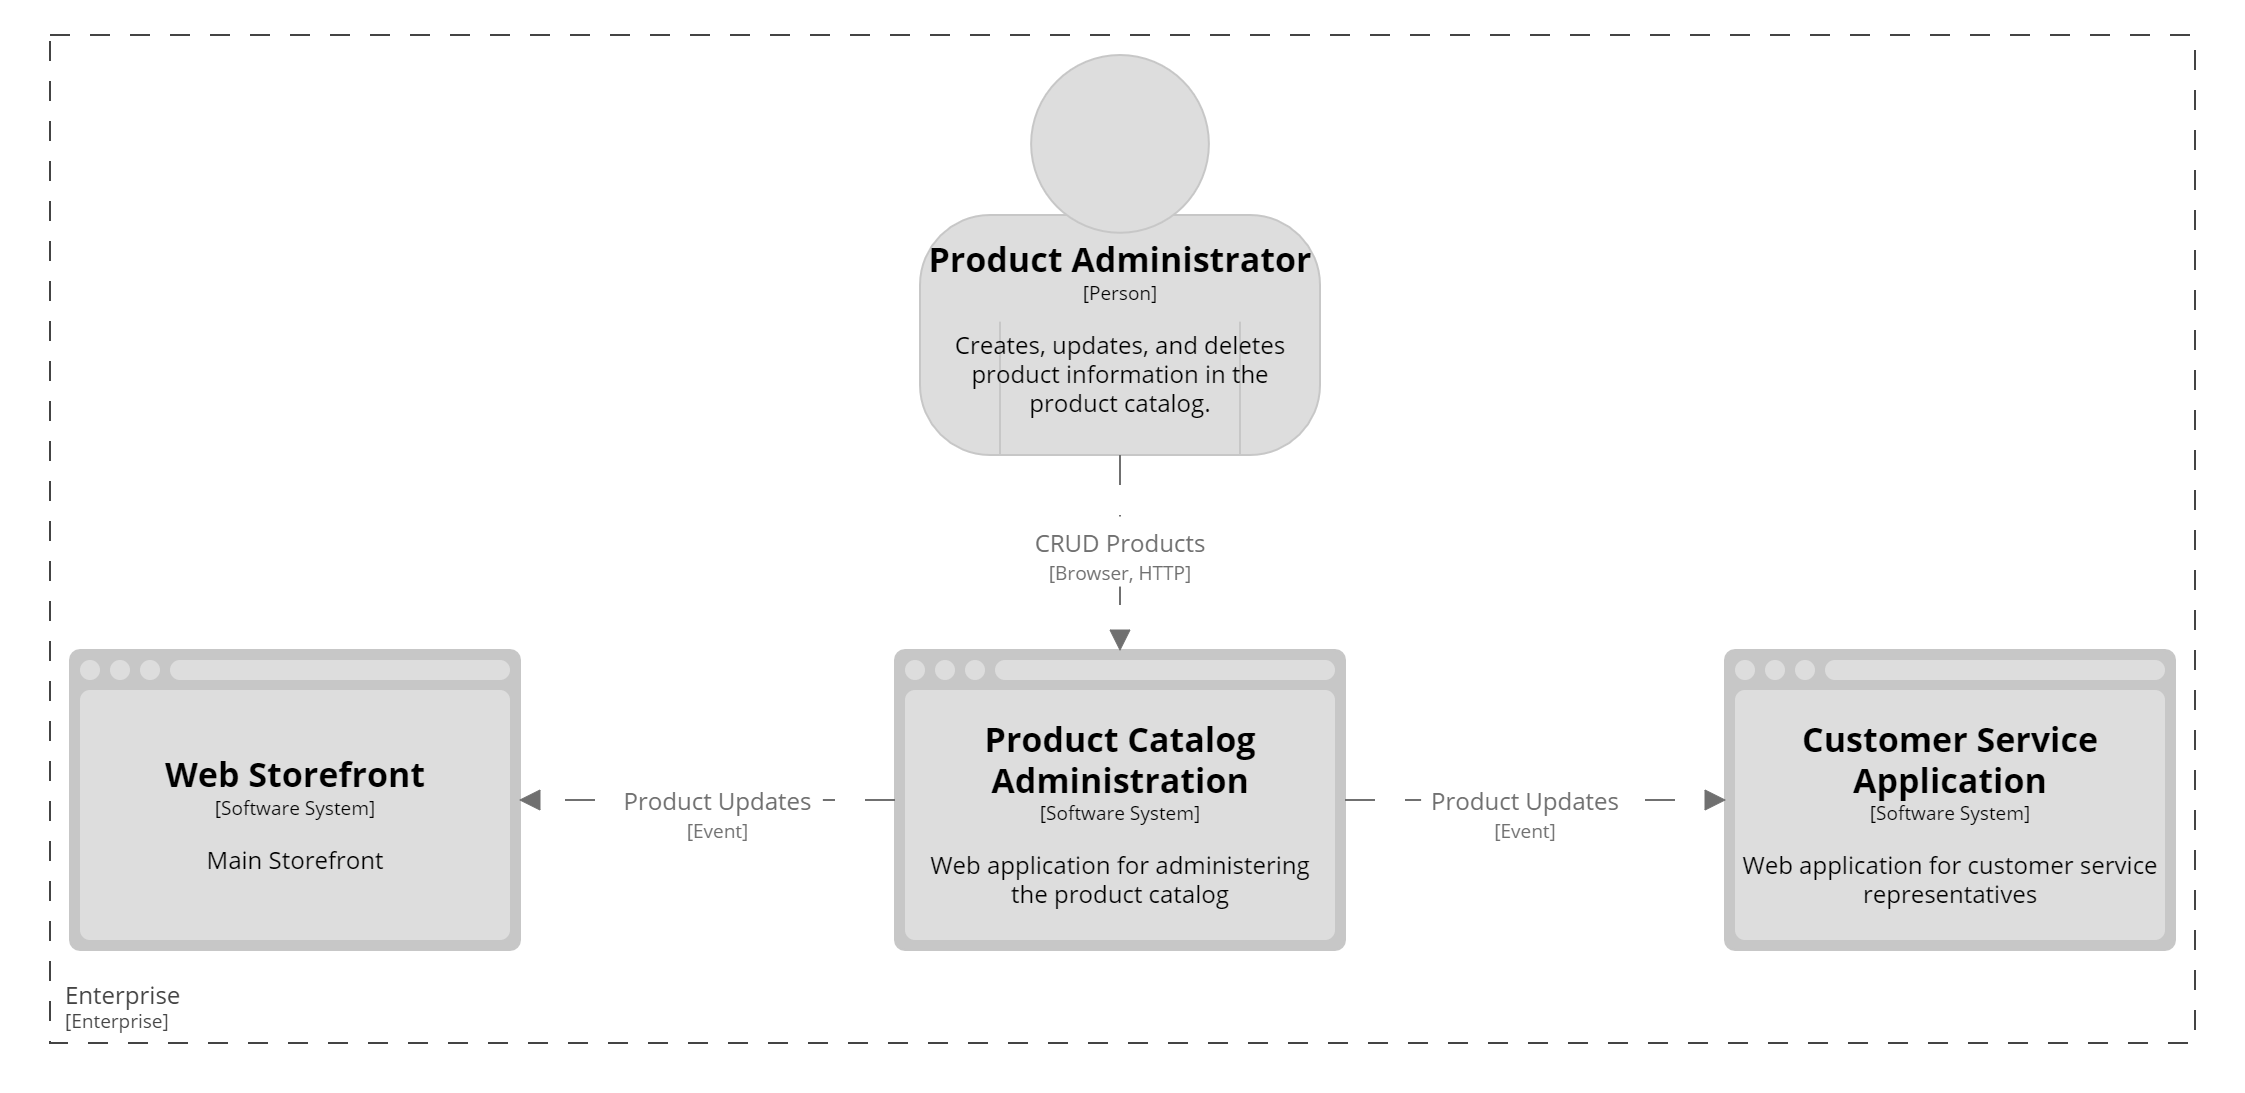 Product Administrator
[Person]
Creates, updates, and deletes
product information in the
product catalog.
CRUD Products
[Browser, HTTP]
Web Storefront
[Software System]
Main Storefront
Product Updates
[Event]
Product Catalog
Administration
[Software System]
Web application for administering
the product catalog
Product Updates
[Event]
Customer Service
Application
[Software System]
Web application for customer service
representatives
Enterprise
[Enterprise]